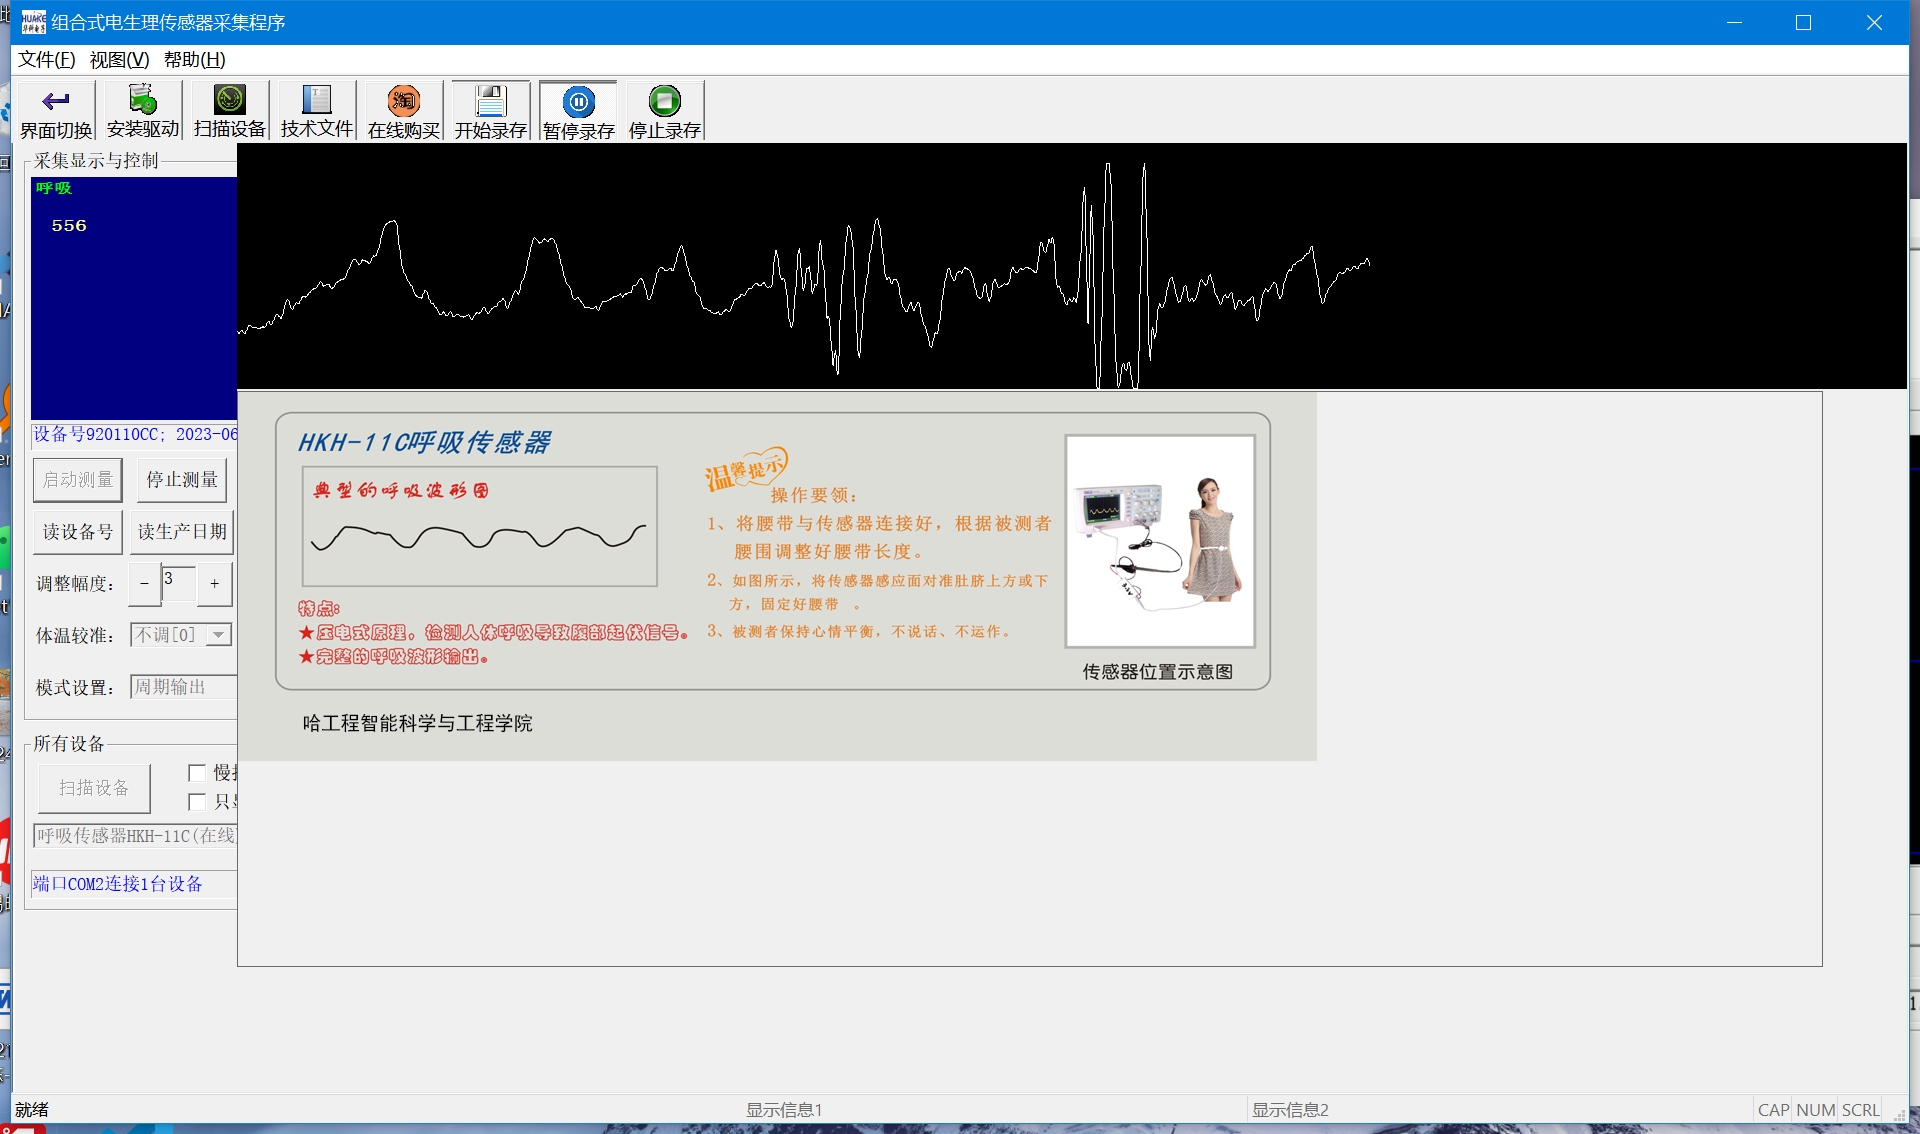 HUAKE
组合式电生理传感器采集程序
文件(F) 视图(V) 帮助(H)
界面切换 安装驱动 扫描设备 技术文件 在线购买 开始录存 暂停录存 停止录存
采集显示与控制
呼吸
556
设备号920110CC; 2023-06
启动测量 停止测量
读设备号 读生产日期
调整幅度: - 3 +
体温较准: 不调[0]
模式设置: 周期输出
所有设备
扫描设备
慢扫
只显
呼吸传感器HKH-11C(在线)
端口COM2连接1台设备
HKH-11C呼吸传感器
典型的呼吸波形图
特点:
★压电式原理，检测人体呼吸导致腹部起伏信号。
★完整的呼吸波形输出。
温馨提示
操作要领：
1、将腰带与传感器连接好，根据被测者
腰围调整好腰带长度。
2、如图所示，将传感器感应面对准肚脐上方或下
方，固定好腰带 。
3、被测者保持心情平衡，不说话、不运作。
传感器位置示意图
哈工程智能科学与工程学院
就绪 显示信息1 显示信息2 CAP NUM SCRL